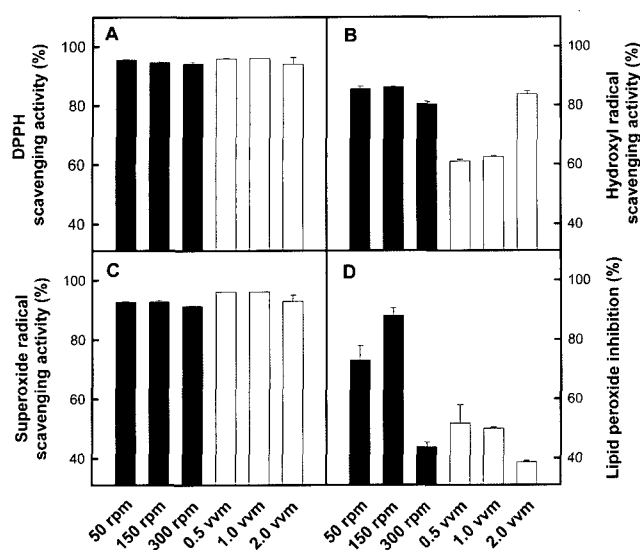 A
B
100
80
60
40
DPPH
scavenging activity (%)
100
80
60
40
Hydroxyl radical
scavenging activity (%)
C
D
100
80
60
40
Superoxide radical
scavenging activity (%)
100
80
60
40
Lipid peroxide inhibition (%)
50 rpm
150 rpm
300 rpm
0.5 vvm
1.0 vvm
2.0 vvm
50 rpm
150 rpm
300 rpm
0.5 vvm
1.0 vvm
2.0 vvm